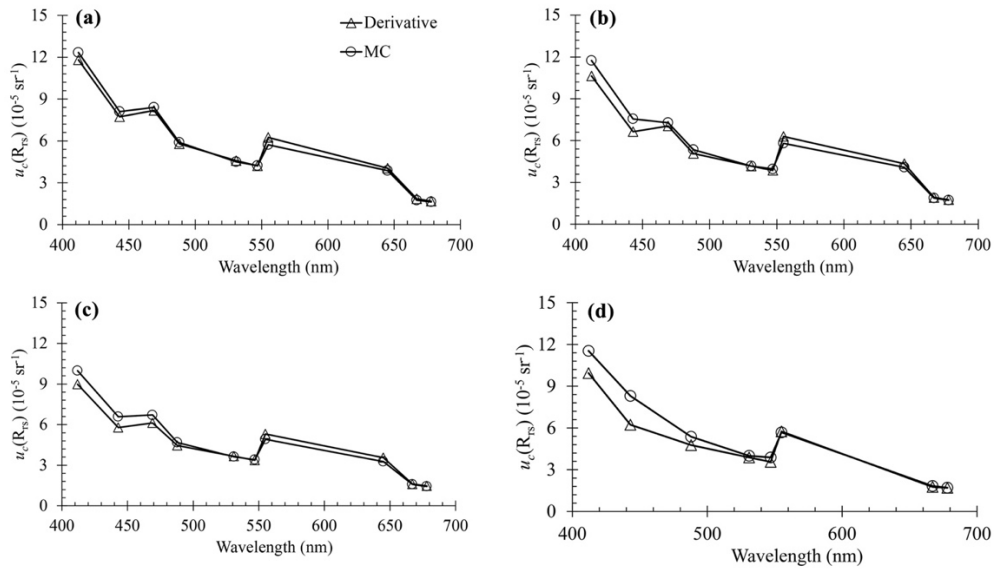 (a)
Derivative
MC
15
12
9
6
3
0
400 450 500 550 600 650 700
Wavelength (nm)
u_c(R_rs) (10^-5 sr^-1)
(b)
15
12
9
6
3
0
400 450 500 550 600 650 700
Wavelength (nm)
u_c(R_rs) (10^-5 sr^-1)
(c)
15
12
9
6
3
0
400 450 500 550 600 650 700
Wavelength (nm)
u_c(R_rs) (10^-5 sr^-1)
(d)
15
12
9
6
3
0
400 500 600 700
Wavelength (nm)
u_c(R_rs) (10^-5 sr^-1)